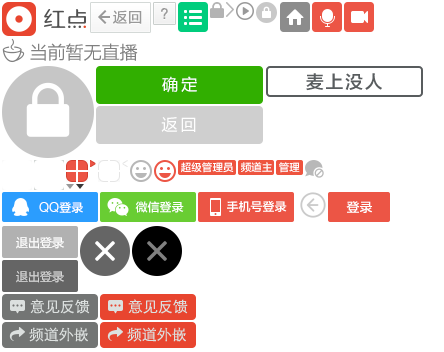 红点 返回 ?
当前暂无直播
确定 麦上没人
返回
超级管理员 频道主 管理
QQ登录 微信登录 手机号登录 登录
退出登录
退出登录
意见反馈 意见反馈
频道外嵌 频道外嵌